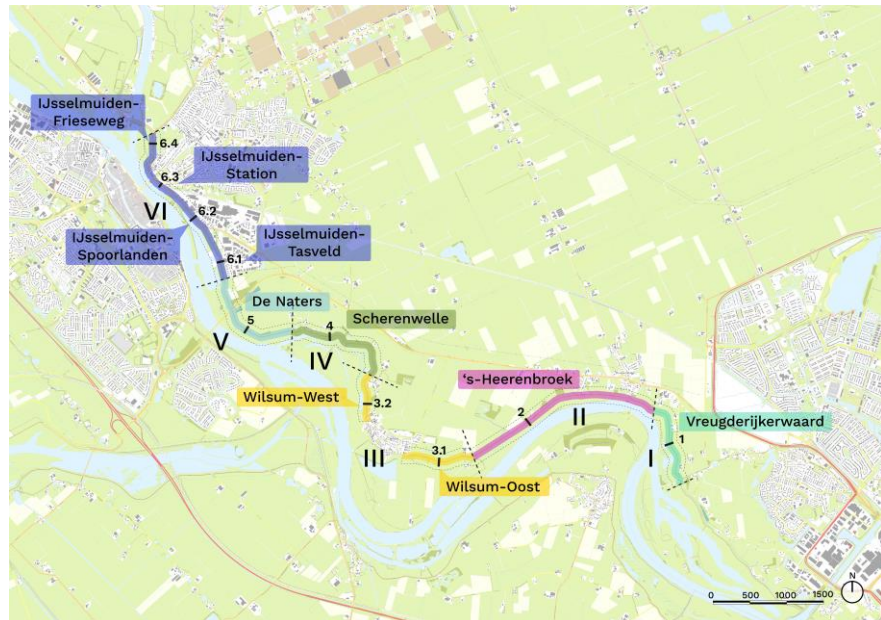 IJsselmuiden-
Frieseweg
6.4
IJsselmuiden-
Station
6.3
VI
6.2
IJsselmuiden-
Spoorlanden
6.1
IJsselmuiden-
Tasveld
De Naters
5
V
Scherenwelle
4
IV
Wilsum-West
3.2
's-Heerenbroek
2
II
Vreugderijkerwaard
1
I
III
3.1
Wilsum-Oost
N
0 500 1000 1500